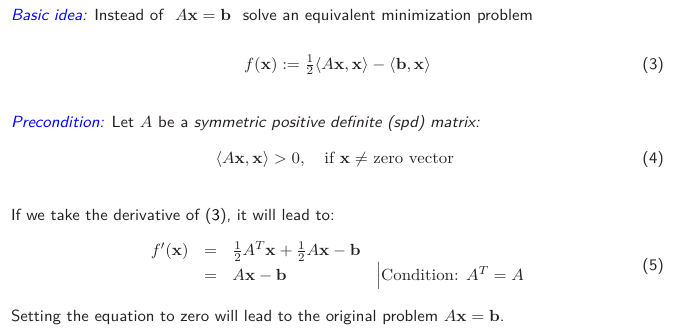 Basic idea: Instead of Ax = b solve an equivalent minimization problem
f(x) := ½⟨Ax, x⟩ − ⟨b, x⟩ (3)
Precondition: Let A be a symmetric positive definite (spd) matrix:
⟨Ax, x⟩ > 0, if x ≠ zero vector (4)
If we take the derivative of (3), it will lead to:
f′(x) = ½Aᵀx + ½Ax − b
= Ax − b |Condition: Aᵀ = A (5)
Setting the equation to zero will lead to the original problem Ax = b.